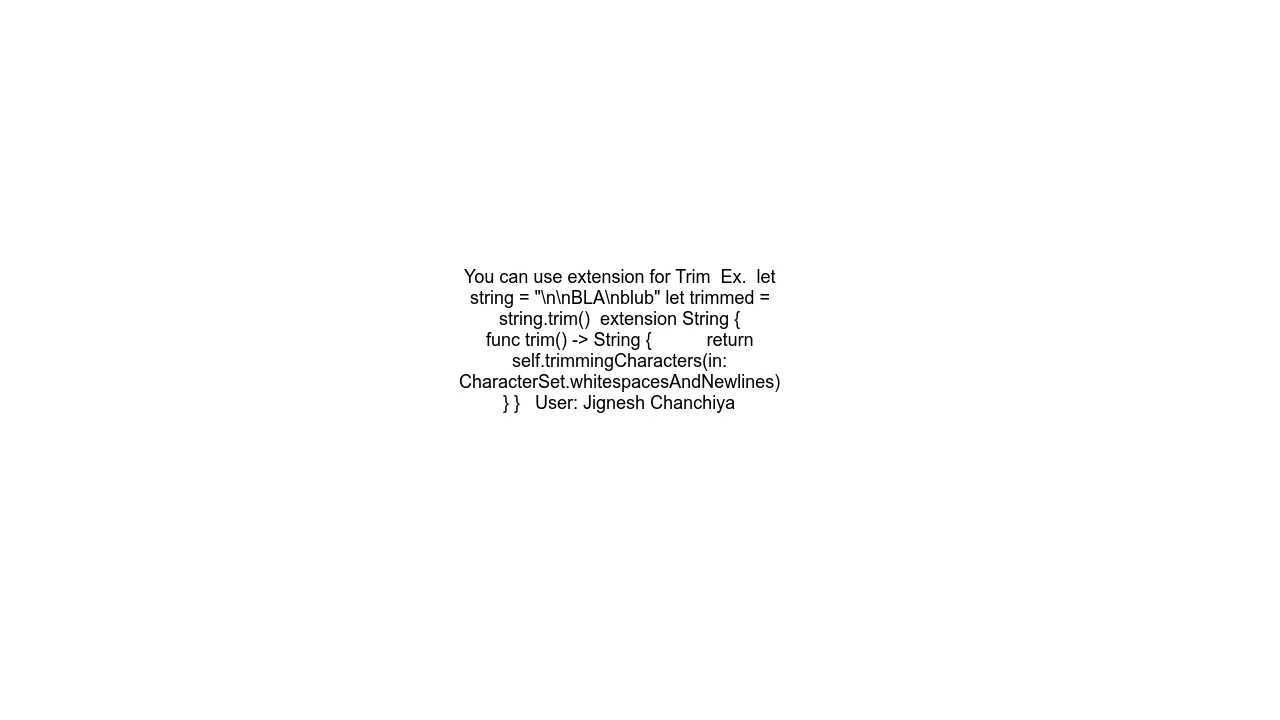 You can use extension for Trim  Ex.  let
string = "\n\nBLA\nblub" let trimmed =
string.trim()  extension String {
func trim() -> String {           return
self.trimmingCharacters(in:
CharacterSet.whitespacesAndNewlines)
} }   User: Jignesh Chanchiya